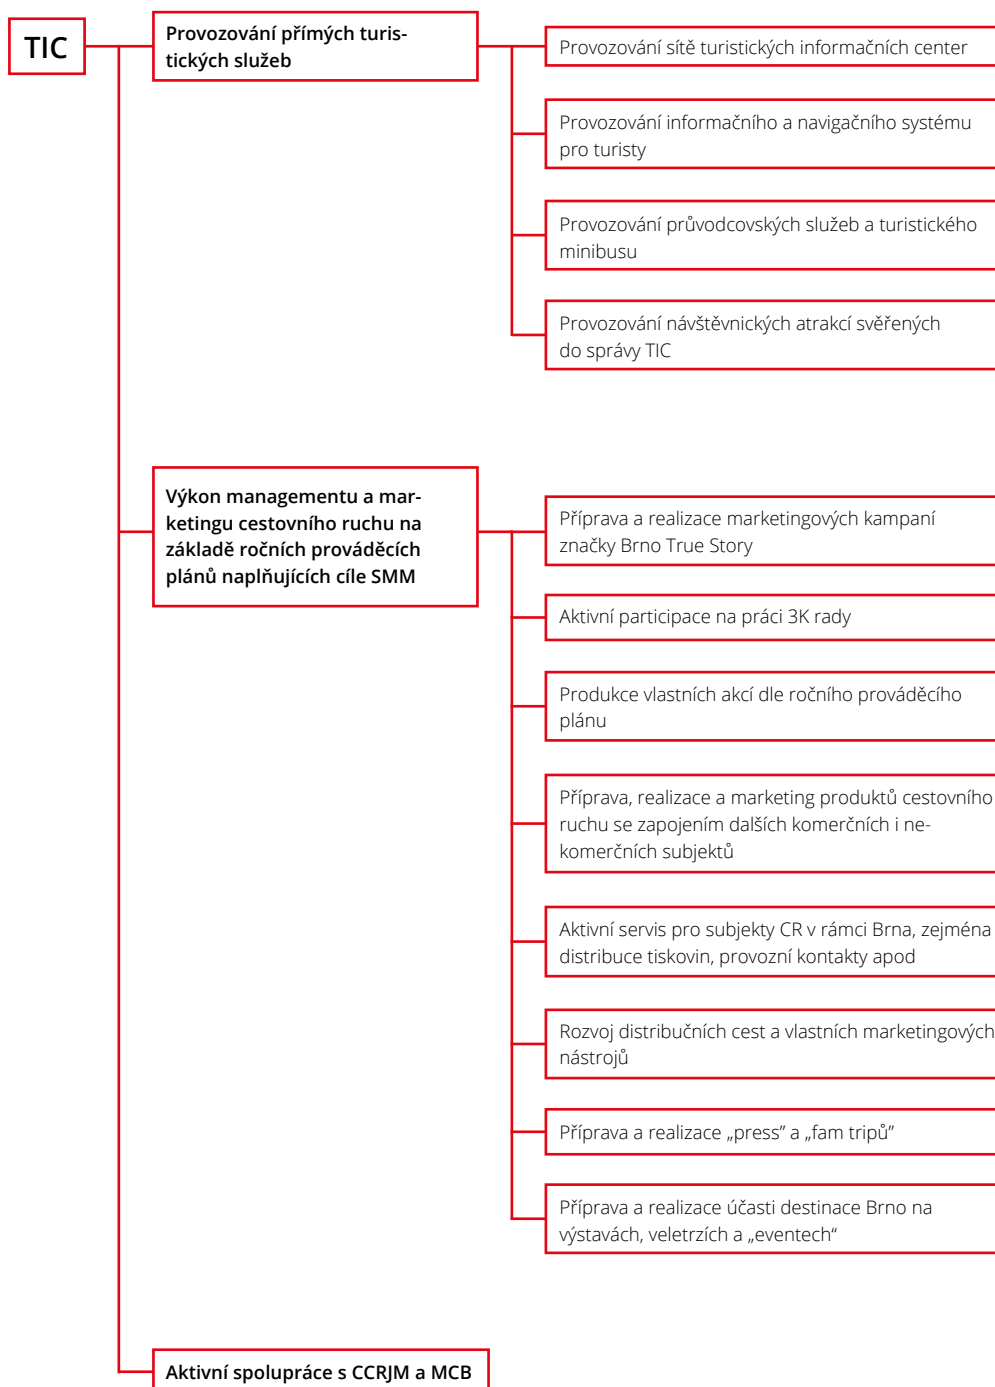 TIC
Provozování přímých turis-
tických služeb
Provozování sítě turistických informačních center
Provozování informačního a navigačního systému
pro turisty
Provozování průvodcovských služeb a turistického
minibusu
Provozování návštěvnických atrakcí svěřených
do správy TIC
Výkon managementu a mar-
ketingu cestovního ruchu na
základě ročních prováděcích
plánů naplňujících cíle SMM
Příprava a realizace marketingových kampaní
značky Brno True Story
Aktivní participace na práci 3K rady
Produkce vlastních akcí dle ročního prováděcího
plánu
Příprava, realizace a marketing produktů cestovního
ruchu se zapojením dalších komerčních i ne-
komerčních subjektů
Aktivní servis pro subjekty CR v rámci Brna, zejména
distribuce tiskovin, provozní kontakty apod
Rozvoj distribučních cest a vlastních marketingových
nástrojů
Příprava a realizace „press” a „fam tripů”
Příprava a realizace účasti destinace Brno na
výstavách, veletrzích a „eventech“
Aktivní spolupráce s CCRJM a MCB